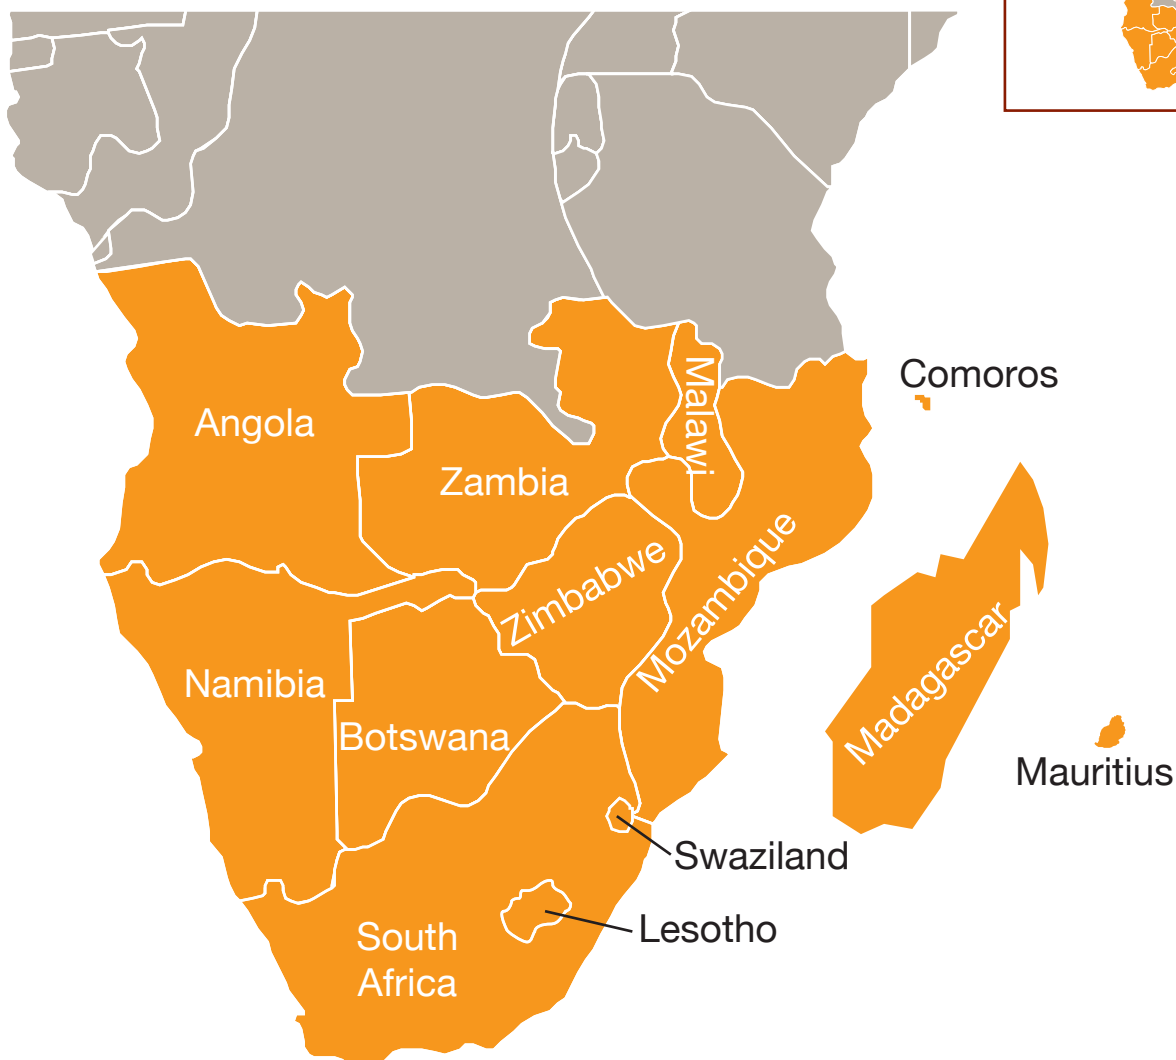 Comoros
Malawi
Angola
Zambia
Mozambique
Zimbabwe
Madagascar
Namibia
Botswana
Mauritius
Swaziland
Lesotho
South
Africa